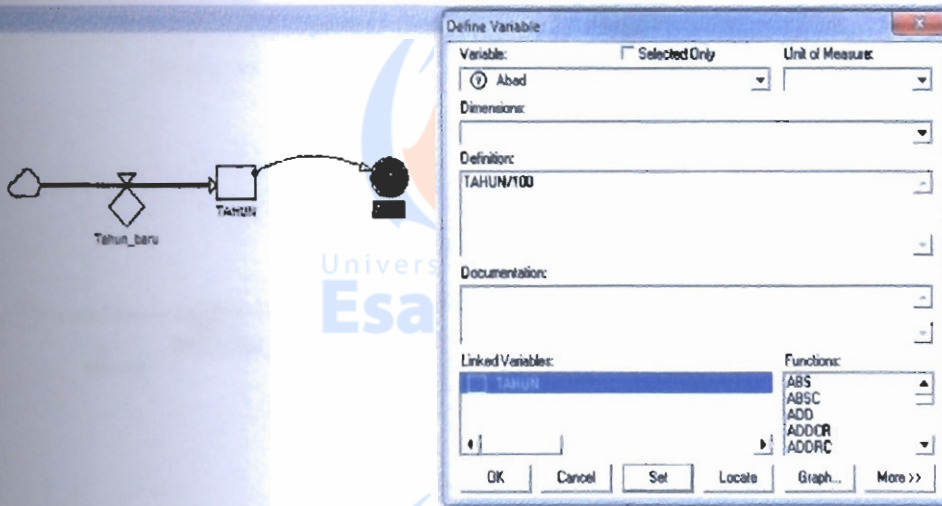 Define Variable
Variable:
Selected Only
Unit of Measure:
Abad
Dimensions:
Definition:
TAHUN/100
TAHUN
Tahun_baru
Univers
Esa
Documentation:
Linked Variables:
Functions:
TAHUN
ABS
ABSC
ADD
ADDCR
ADDRC
OK
Cancel
Set
Locate
Graph...
More >>